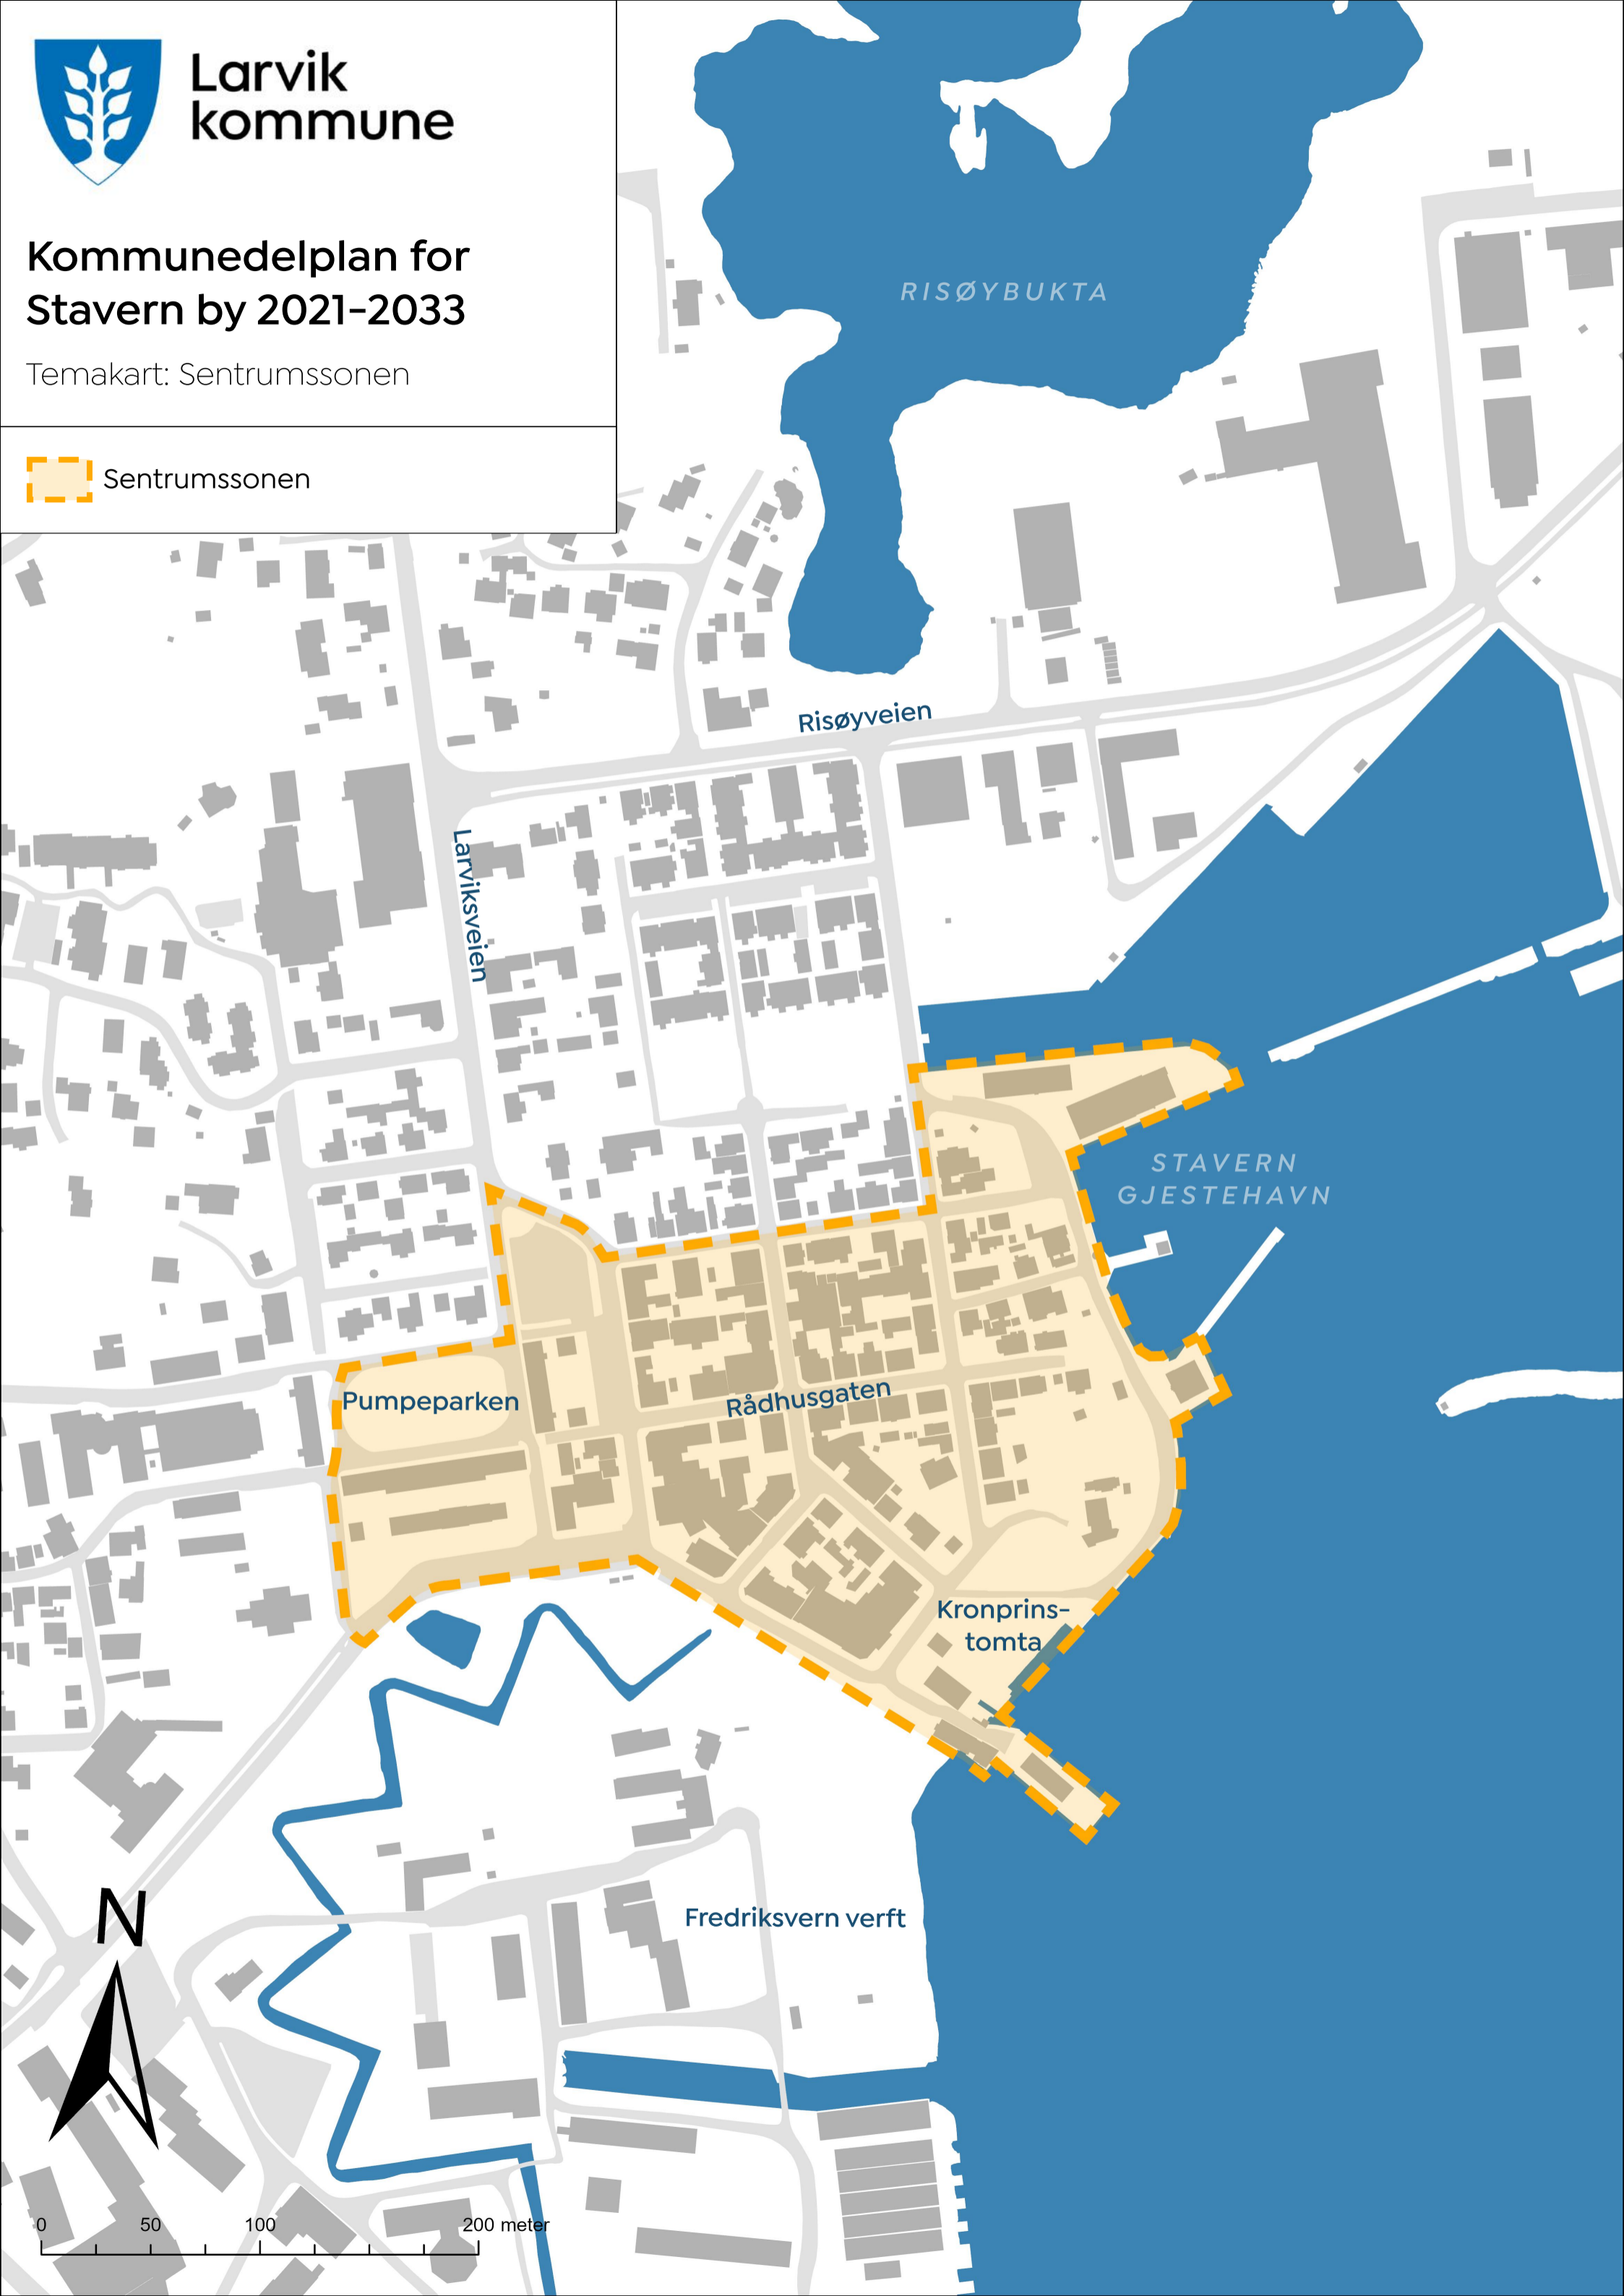 Larvik
kommune
Kommunedelplan for
Stavern by 2021-2033
Temakart: Sentrumssonen
Sentrumssonen
RISØYBUKTA
Risøyveien
Larviksveien
STAVERN
GJESTEHAVN
Pumpeparken
Rådhusgaten
Kronprins-
tomta
Fredriksvern verft
N
0 50 100 200 meter